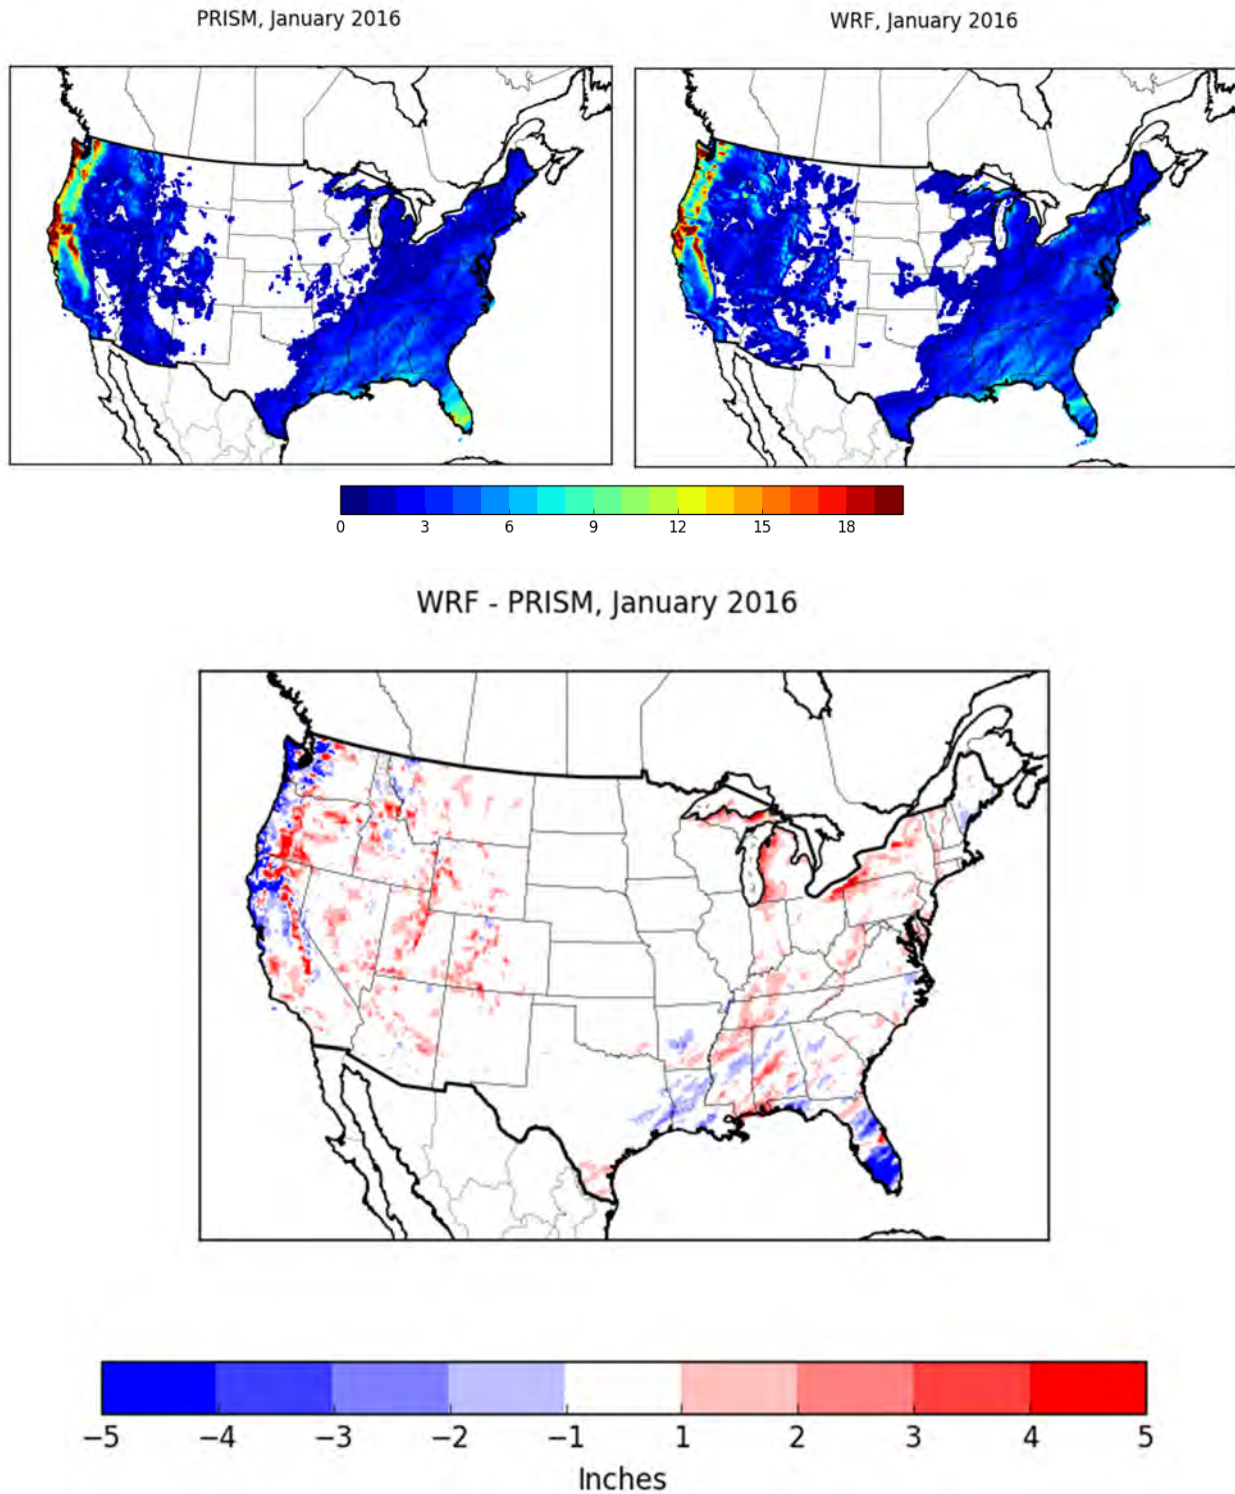 PRISM, January 2016
WRF, January 2016
0 3 6 9 12 15 18
WRF - PRISM, January 2016
−5 −4 −3 −2 −1 1 2 3 4 5
Inches